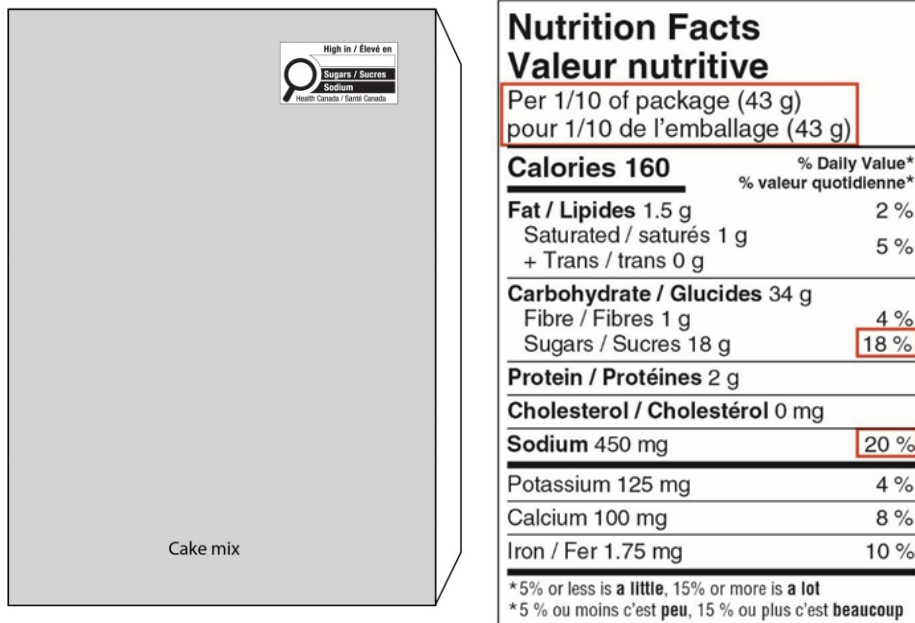 High in / Élevé en
Sugars / Sucres
Sodium
Health Canada / Santé Canada
Cake mix
Nutrition Facts
Valeur nutritive
Per 1/10 of package (43 g)
pour 1/10 de l'emballage (43 g)
Calories 160
% Daily Value*
% valeur quotidienne*
Fat / Lipides 1.5 g 2 %
Saturated / saturés 1 g
+ Trans / trans 0 g
5 %
Carbohydrate / Glucides 34 g
Fibre / Fibres 1 g 4 %
Sugars / Sucres 18 g 18 %
Protein / Protéines 2 g
Cholesterol / Cholestérol 0 mg
Sodium 450 mg 20 %
Potassium 125 mg 4 %
Calcium 100 mg 8 %
Iron / Fer 1.75 mg 10 %
*5% or less is a little, 15% or more is a lot
*5 % ou moins c'est peu, 15 % ou plus c'est beaucoup